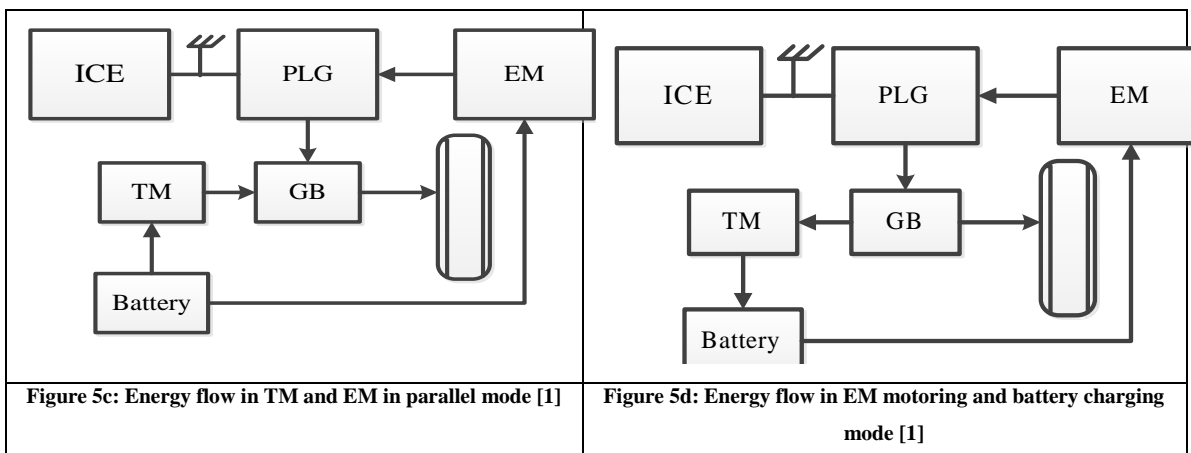 ICE
PLG
EM
TM
GB
Battery
Figure 5c: Energy flow in TM and EM in parallel mode [1]
ICE
PLG
EM
TM
GB
Battery
Figure 5d: Energy flow in EM motoring and battery charging
mode [1]